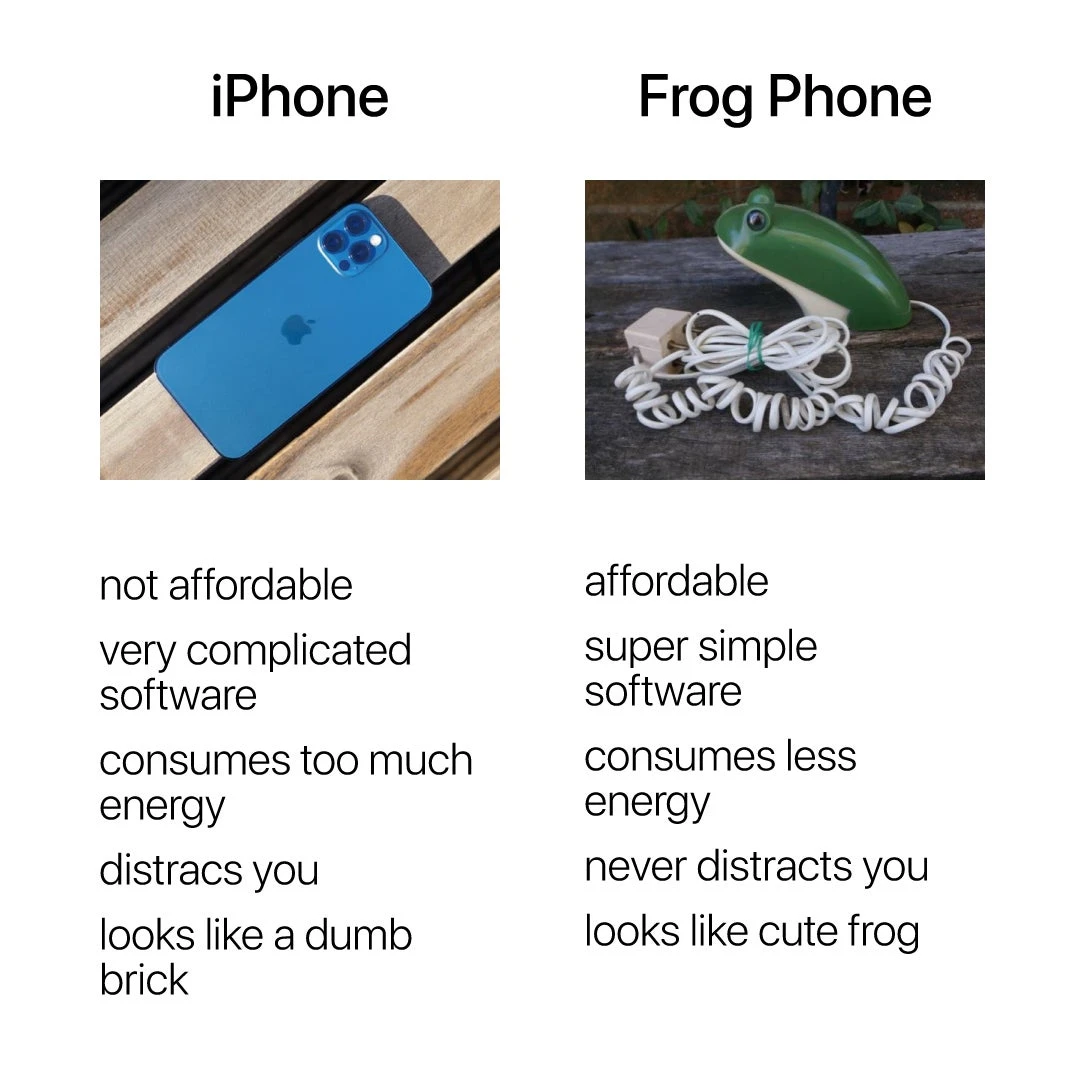 iPhone
Frog Phone
not affordable
very complicated
software
consumes too much
energy
distracs you
looks like a dumb
brick
affordable
super simple
software
consumes less
energy
never distracts you
looks like cute frog